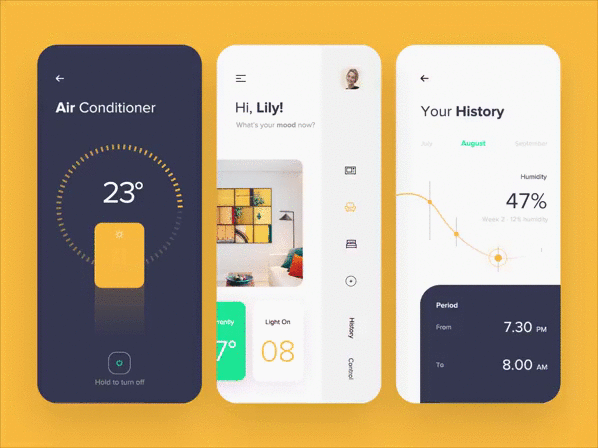 Air Conditioner
23°
Hold to turn off
Hi, Lily!
What's your mood now?
7°
Light On
08
History
Control
Your History
August
September
Humidity
47%
Week 2 - 12% humidity
Period
From
7.30 PM
To
8.00 AM